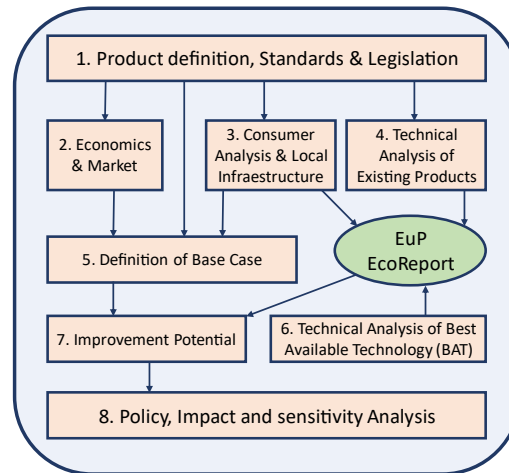 1. Product definition, Standards & Legislation
2. Economics
& Market
3. Consumer
Analysis & Local
Infraestructure
4. Technical
Analysis of
Existing Products
EuP
EcoReport
5. Definition of Base Case
7. Improvement Potential
6. Technical Analysis of Best
Available Technology (BAT)
8. Policy, Impact and sensitivity Analysis